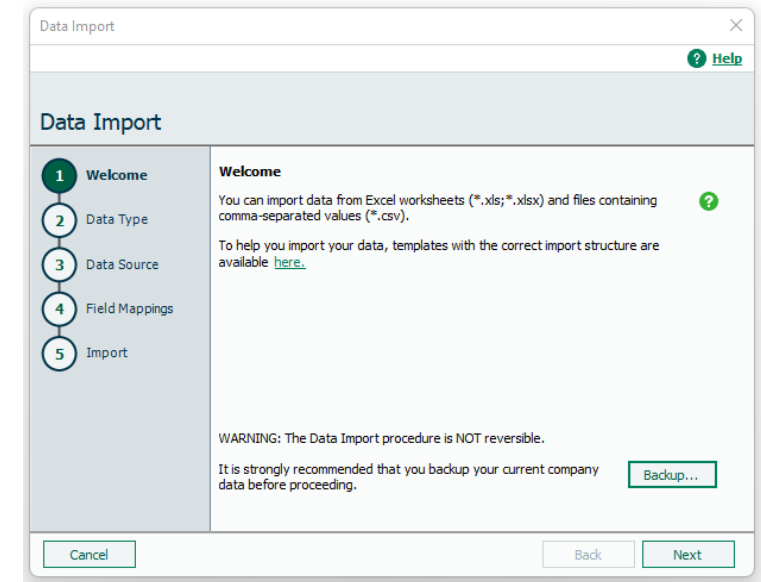 Data Import
Help
Data Import
1 Welcome
2 Data Type
3 Data Source
4 Field Mappings
5 Import
Welcome
You can import data from Excel worksheets (*.xls;*.xlsx) and files containing
comma-separated values (*.csv).
To help you import your data, templates with the correct import structure are
available here.
WARNING: The Data Import procedure is NOT reversible.
It is strongly recommended that you backup your current company
data before proceeding.
Backup...
Cancel
Back
Next